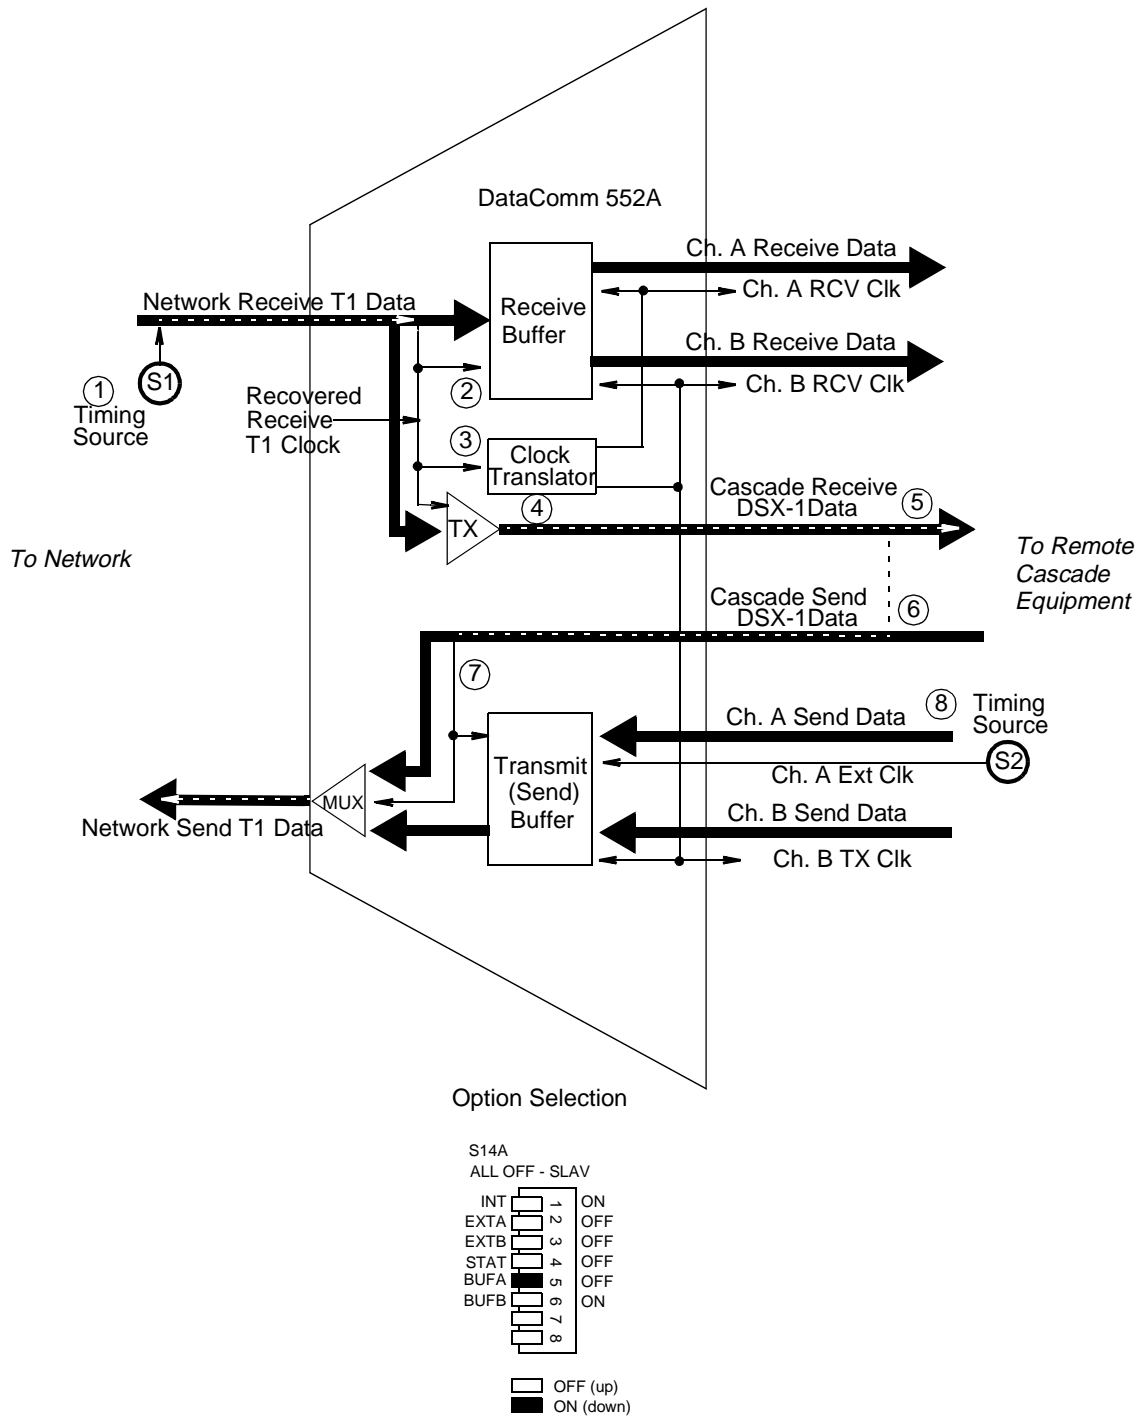 DataComm 552A
Ch. A Receive Data
Network Receive T1 Data
Receive
Buffer
Ch. A RCV Clk
Ch. B Receive Data
1
S1
2
Ch. B RCV Clk
Timing
Source
Recovered
Receive
T1 Clock
3
Clock
Translator
4
Cascade Receive
DSX-1Data
5
TX
To Network
To Remote
Cascade
Equipment
Cascade Send
DSX-1Data
6
7
Ch. A Send Data
8
Timing
Source
S2
Transmit
(Send)
Buffer
Ch. A Ext Clk
MUX
Network Send T1 Data
Ch. B Send Data
Ch. B TX Clk
Option Selection
S14A
ALL OFF - SLAV
INT 1 ON
EXTA 2 OFF
EXTB 3 OFF
STAT 4 OFF
BUFA 5 OFF
BUFB 6 ON
7
8
OFF (up)
ON (down)